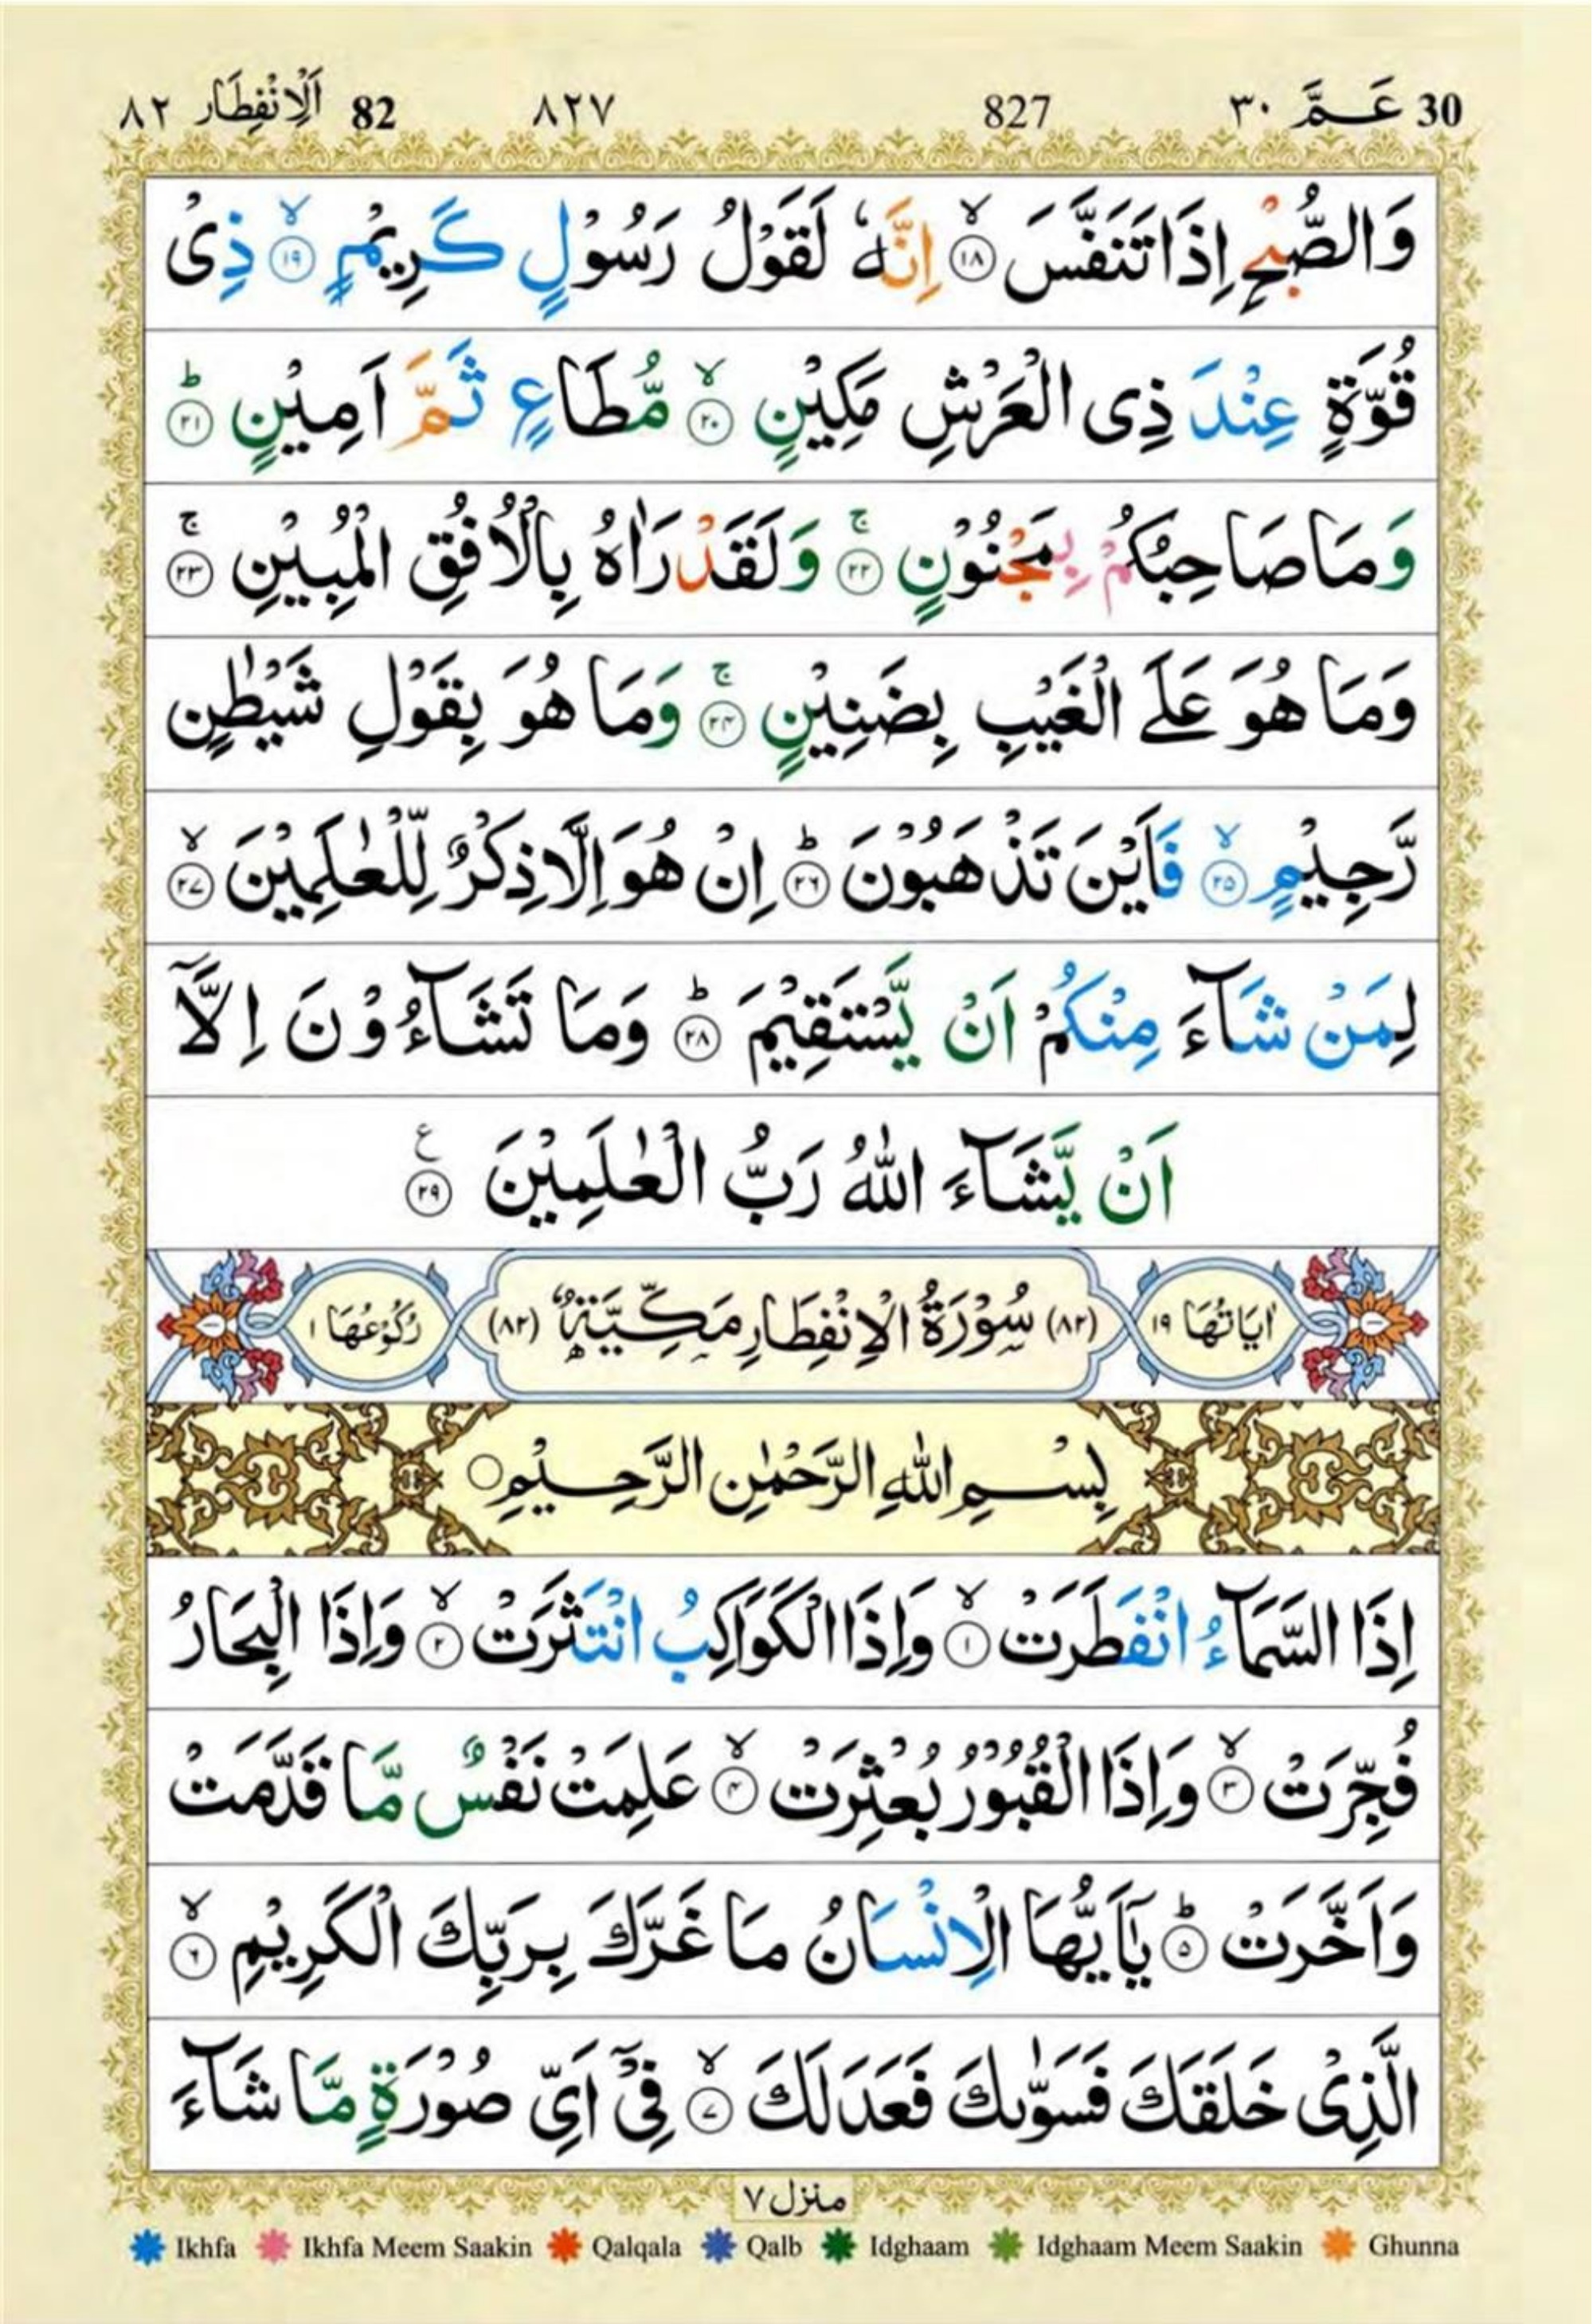 30 عَـمَّ ٣٠ 827 ٨٢٧ 82 اَلْاِنْفِطَار ٨٢
وَالصُّبْحِ اِذَا تَنَفَّسَ ۙ﴿۱۸﴾ اِنَّهٗ لَقَوْلُ رَسُوْلٍ كَرِيْمٍ ۙ﴿۱۹﴾ ذِىْ
قُوَّةٍ عِنْدَ ذِى الْعَرْشِ مَكِيْنٍ ۙ﴿۲۰﴾ مُّطَاعٍ ثَمَّ اَمِيْنٍ ؕ﴿۲۱﴾
وَمَا صَاحِبُكُمْ بِمَجْنُوْنٍ ۚ﴿۲۲﴾ وَلَقَدْ رَاٰهُ بِالْاُفُقِ الْمُبِيْنِ ۚ﴿۲۳﴾
وَمَا هُوَ عَلَى الْغَيْبِ بِضَنِيْنٍ ۚ﴿۲۴﴾ وَمَا هُوَ بِقَوْلِ شَيْطٰنٍ
رَّجِيْمٍ ۙ﴿۲۵﴾ فَاَيْنَ تَذْهَبُوْنَ ؕ﴿۲۶﴾ اِنْ هُوَ اِلَّا ذِكْرٌ لِّلْعٰلَمِيْنَ ۙ﴿۲۷﴾
لِمَنْ شَآءَ مِنْكُمْ اَنْ يَّسْتَقِيْمَ ؕ﴿۲۸﴾ وَمَا تَشَآءُوْنَ اِلَّاۤ
اَنْ يَّشَآءَ اللّٰهُ رَبُّ الْعٰلَمِيْنَ ﴿۲۹﴾ ع
اٰيَاتُهَا ١٩ (٨٢) سُوْرَةُ الْاِنْفِطَارِ مَكِّيَّةٌ (٨٢) رُكُوْعُهَا ١
بِسْمِ اللّٰهِ الرَّحْمٰنِ الرَّحِيْمِ
اِذَا السَّمَآءُ انْفَطَرَتْ ۙ﴿۱﴾ وَاِذَا الْكَوَاكِبُ انْتَثَرَتْ ۙ﴿۲﴾ وَاِذَا الْبِحَارُ
فُجِّرَتْ ۙ﴿۳﴾ وَاِذَا الْقُبُوْرُ بُعْثِرَتْ ۙ﴿۴﴾ عَلِمَتْ نَفْسٌ مَّا قَدَّمَتْ
وَاَخَّرَتْ ؕ﴿۵﴾ يٰۤاَيُّهَا الْاِنْسَانُ مَا غَرَّكَ بِرَبِّكَ الْكَرِيْمِ ۙ﴿۶﴾
الَّذِىْ خَلَقَكَ فَسَوّٰىكَ فَعَدَلَكَ ۙ﴿۷﴾ فِىْۤ اَىِّ صُوْرَةٍ مَّا شَآءَ
منزل ٧
Ikhfa Ikhfa Meem Saakin Qalqala Qalb Idghaam Idghaam Meem Saakin Ghunna